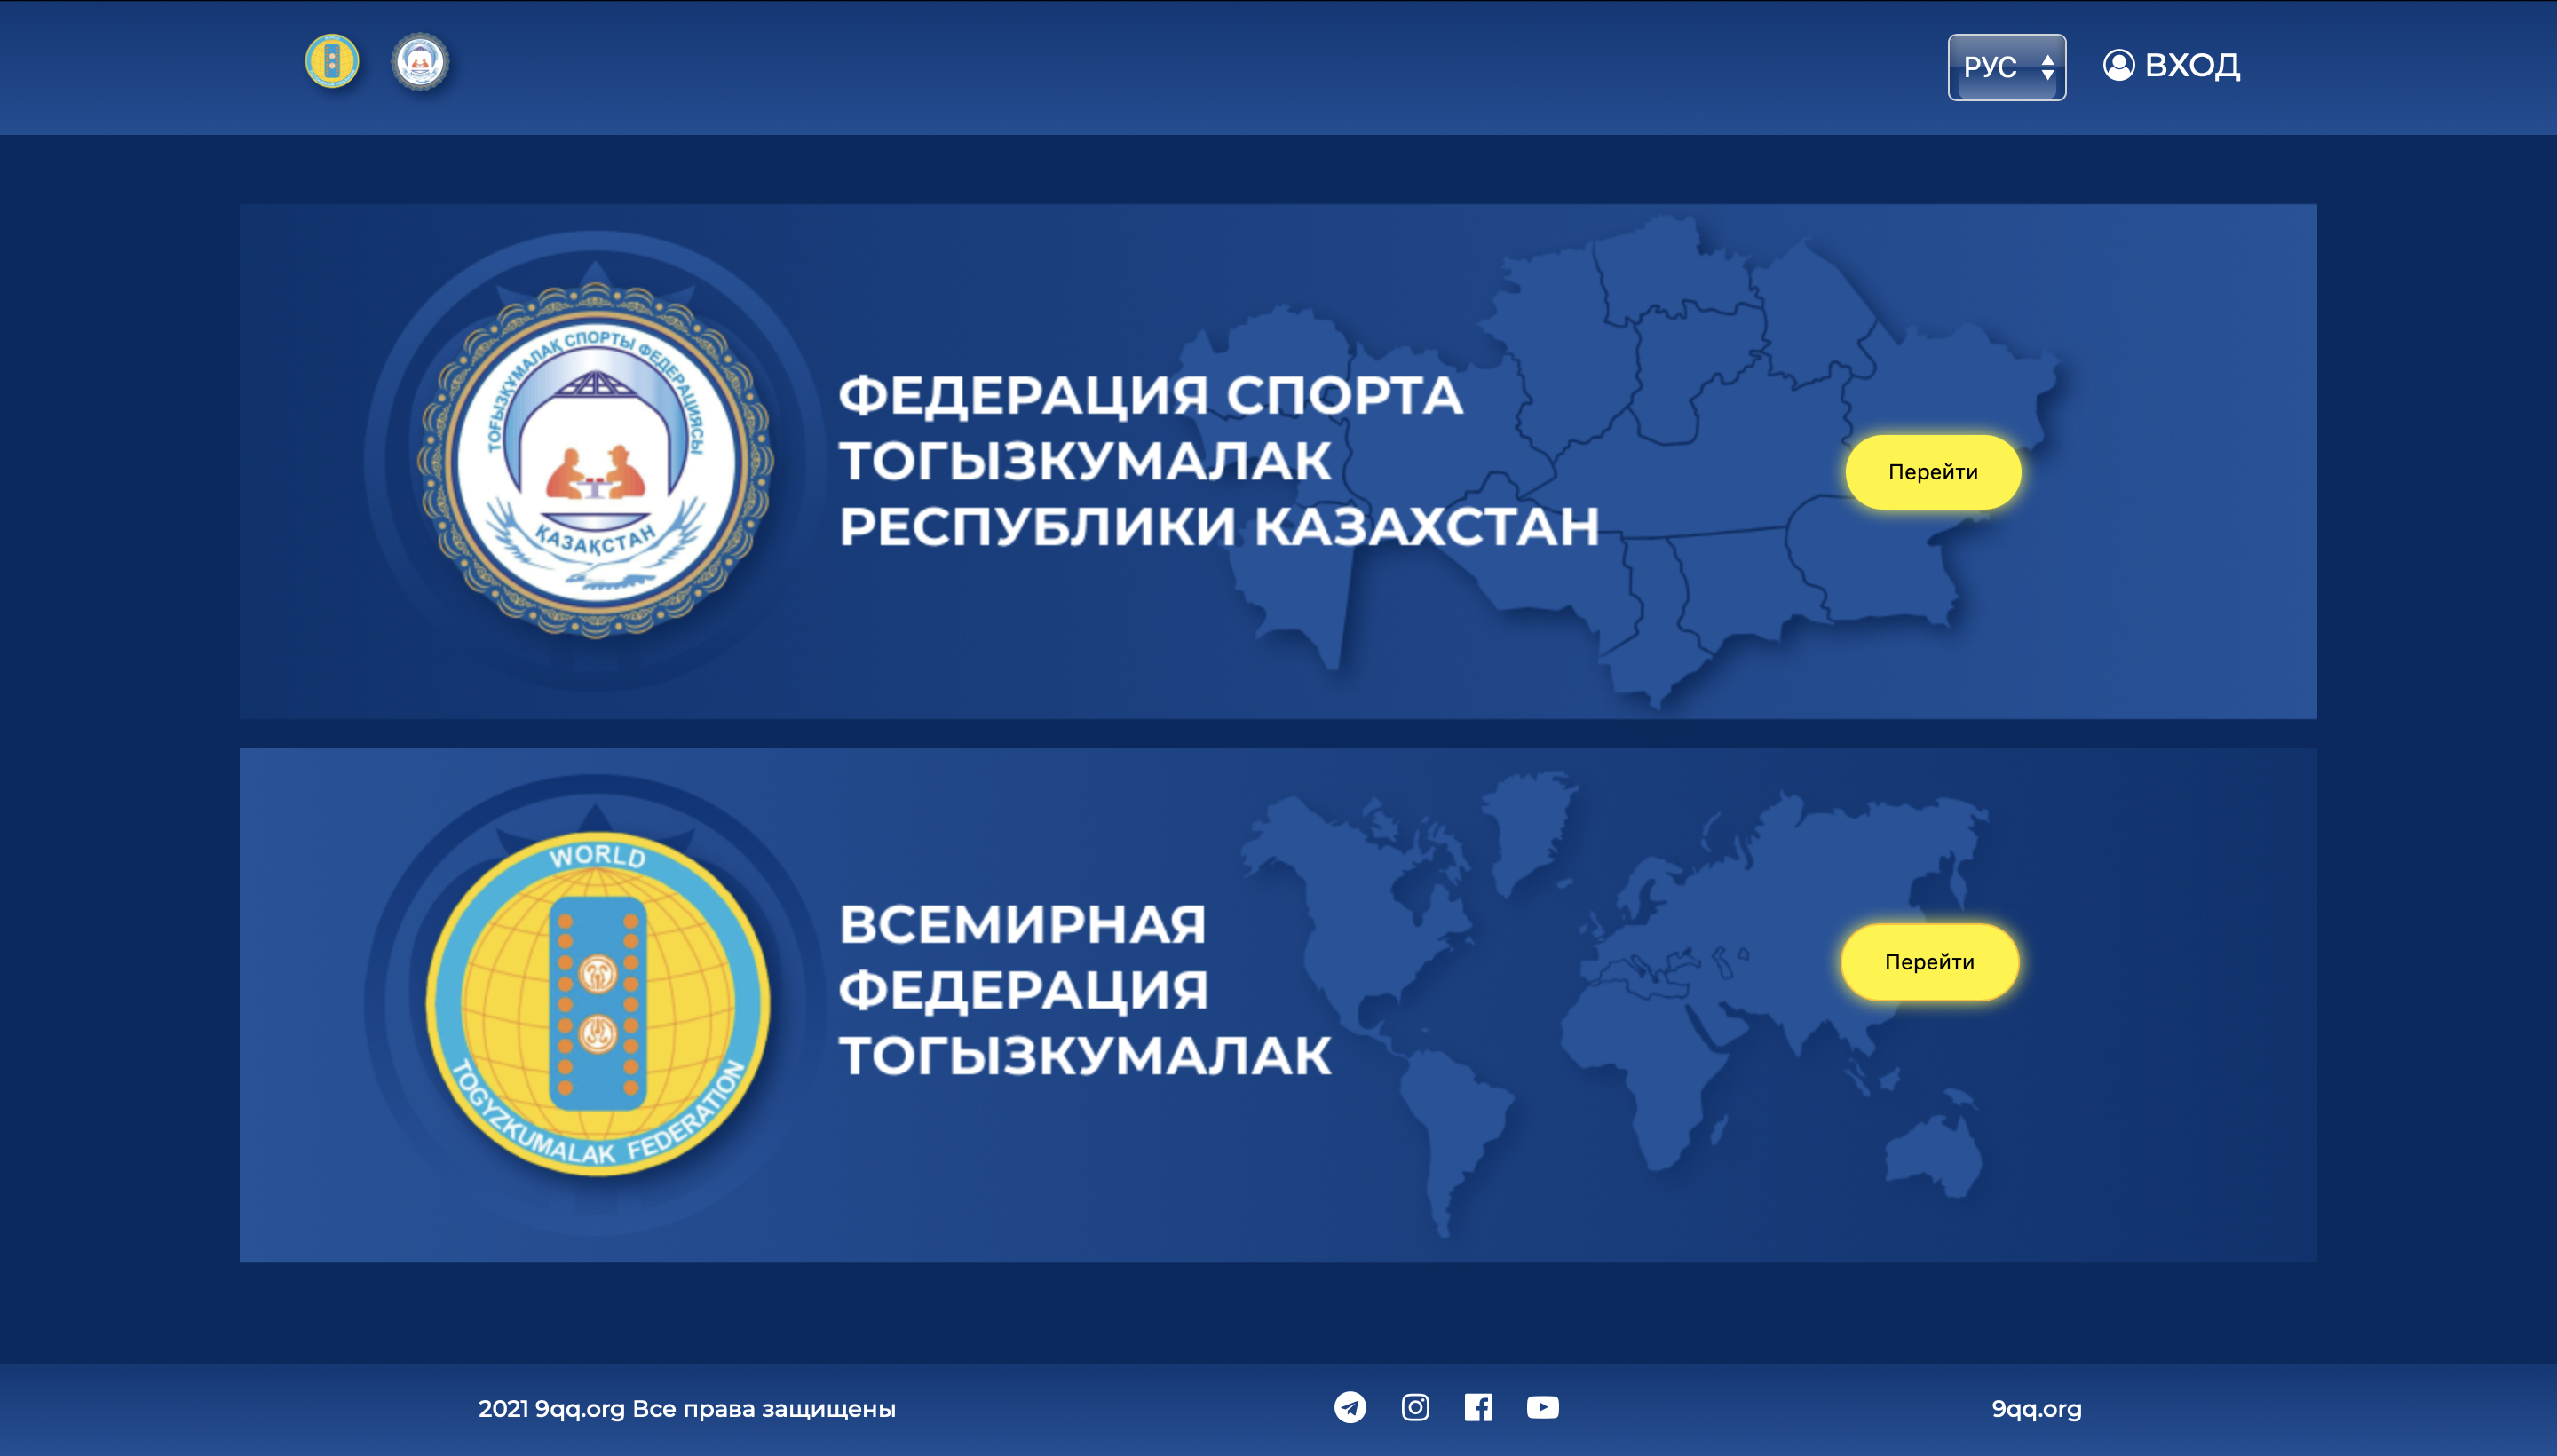 РУС
ВХОД
ТОҒЫЗҚҰМАЛАҚ СПОРТЫ ФЕДЕРАЦИЯСЫ
ҚАЗАҚСТАН
ФЕДЕРАЦИЯ СПОРТА
ТОГЫЗКУМАЛАК
РЕСПУБЛИКИ КАЗАХСТАН
Перейти
WORLD
TOGYZKUMALAK FEDERATION
ВСЕМИРНАЯ
ФЕДЕРАЦИЯ
ТОГЫЗКУМАЛАК
Перейти
2021 9qq.org Все права защищены
9qq.org